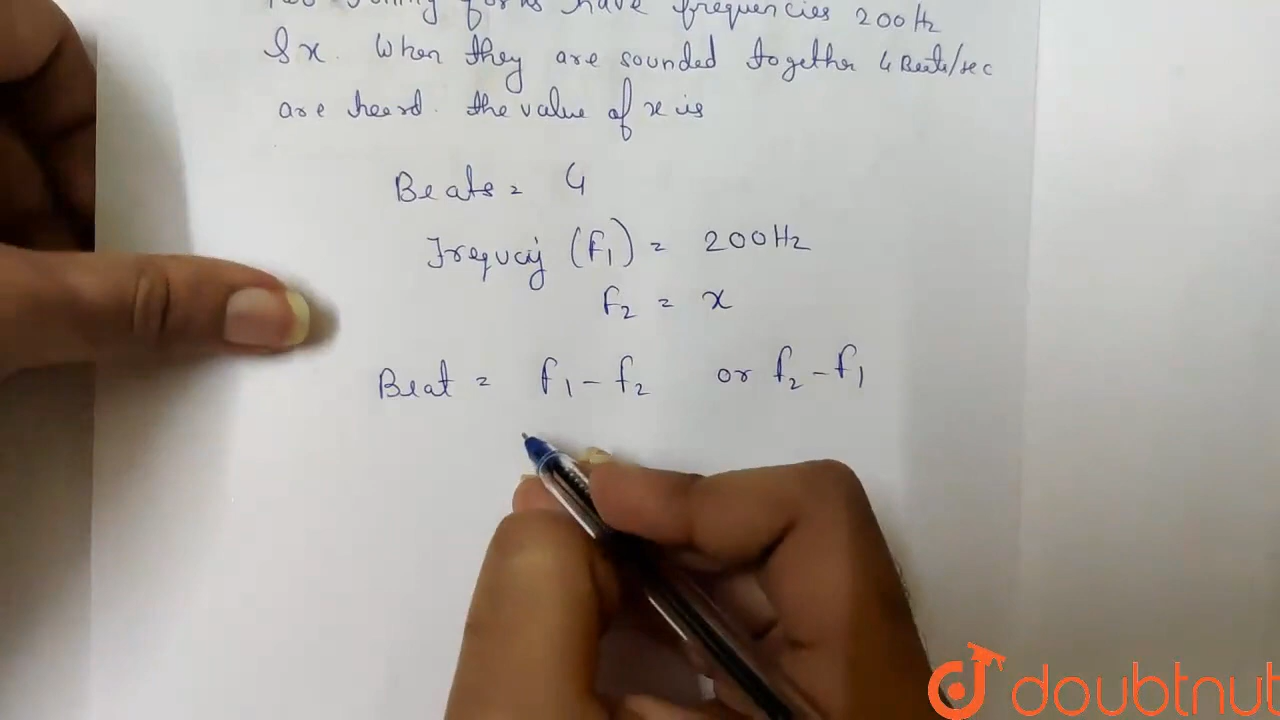 have frequencies 200Hz
& x. When they are sounded together 4 Beats/sec
are heard. the value of x is
Beats = 4
(F1) = 200Hz
F2 = x
Beat = f1 - f2 or f2 - f1
doubtnut